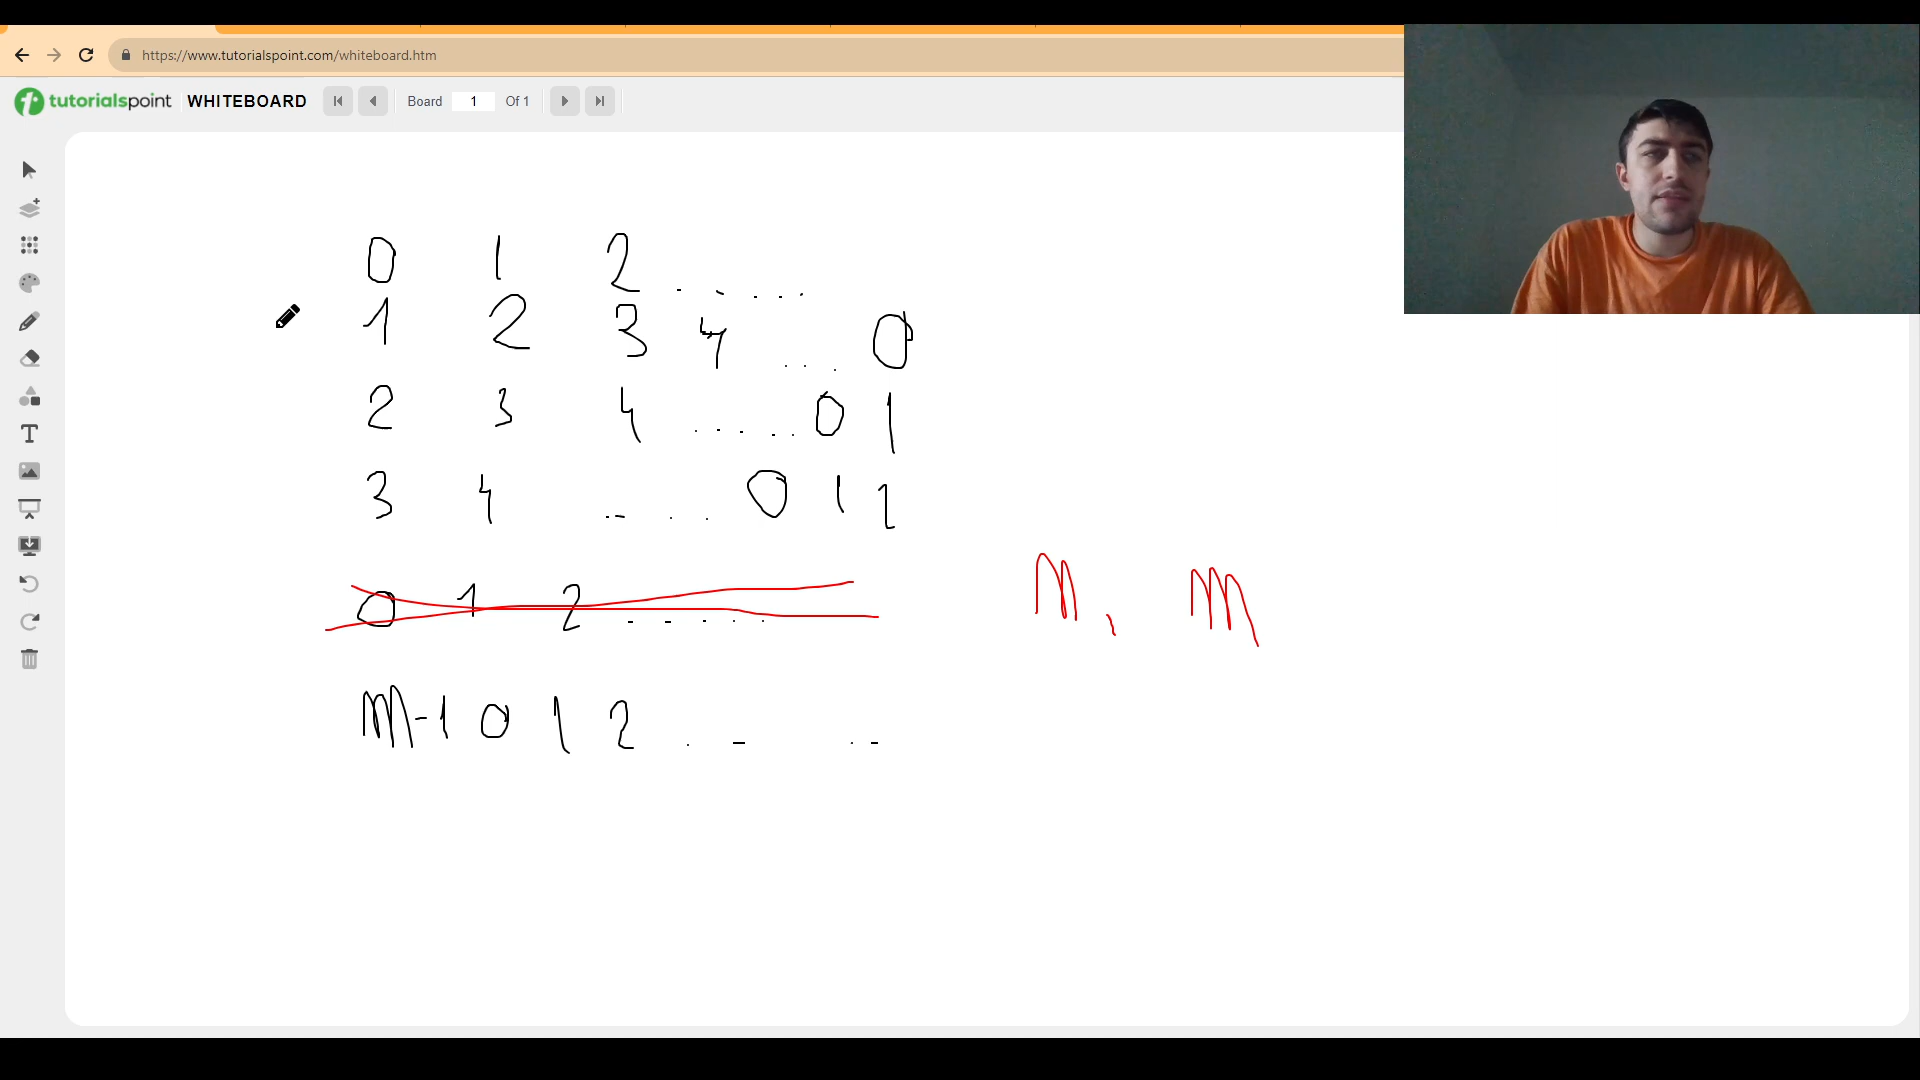 https://www.tutorialspoint.com/whiteboard.htm
tutorialspoint WHITEBOARD Board 1 Of 1
0 1 2 . . . . .
1 2 3 4 . . . 0
2 3 4 . . . . . 0 1
3 4 . . . . 0 1 2
0 1 2 . . . . .
M-1 0 1 2 . - . -